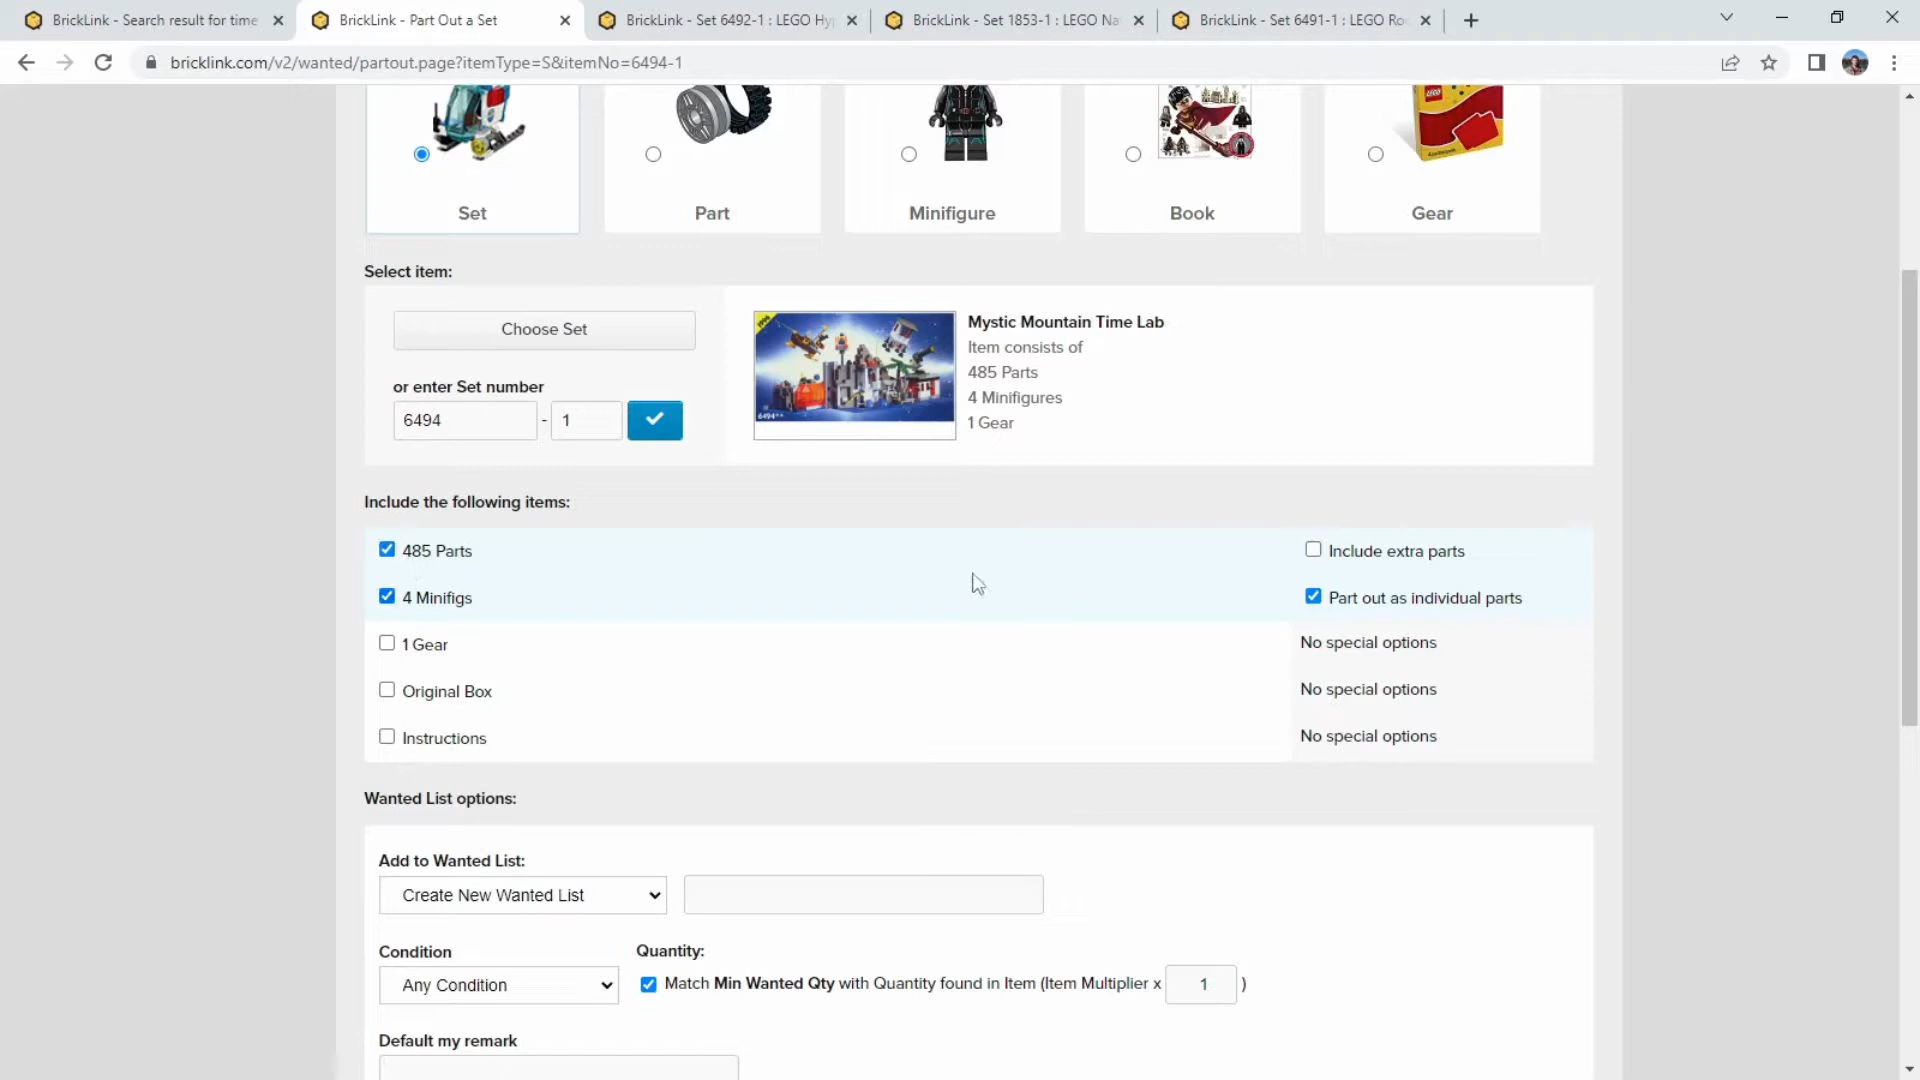 BrickLink - Search result for time
BrickLink - Part Out a Set
BrickLink - Set 6492-1 : LEGO Hy
BrickLink - Set 1853-1 : LEGO Na
BrickLink - Set 6491-1 : LEGO Ro
bricklink.com/v2/wanted/partout.page?itemType=S&itemNo=6494-1
LEGO
Set
Part
Minifigure
Book
Gear
Select item:
Choose Set
or enter Set number
6494 - 1
1996
6494
Mystic Mountain Time Lab
Item consists of
485 Parts
4 Minifigures
1 Gear
Include the following items:
485 Parts
Include extra parts
4 Minifigs
Part out as individual parts
1 Gear
No special options
Original Box
No special options
Instructions
No special options
Wanted List options:
Add to Wanted List:
Create New Wanted List
Condition
Quantity:
Any Condition
Match Min Wanted Qty with Quantity found in Item (Item Multiplier x 1 )
Default my remark